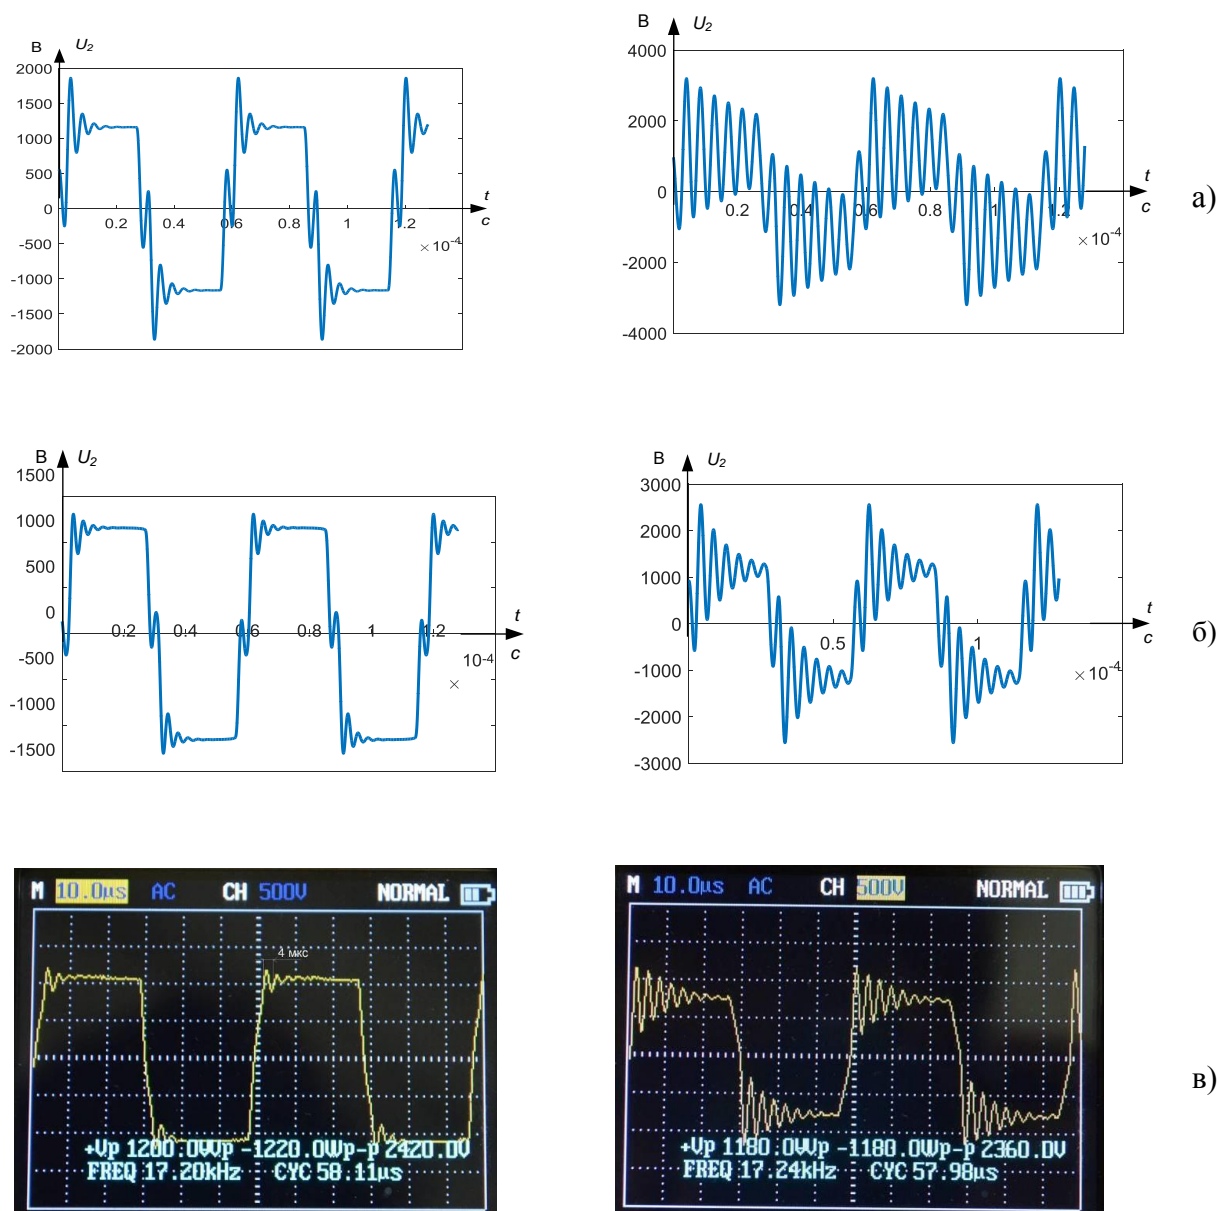 B U₂
2000
1500
1000
500
0
-500
-1000
-1500
-2000
0.2 0.4 0.6 0.8 1 1.2
t
c
× 10⁻⁴
B U₂
4000
2000
0
-2000
-4000
0.2 0.4 0.6 0.8 1 1.2
t
c
× 10⁻⁴
а)
B U₂
1500
1000
500
0
-500
-1000
-1500
0.2 0.4 0.6 0.8 1 1.2
t
c
10⁻⁴
×
B U₂
3000
2000
1000
0
-1000
-2000
-3000
0.5 1
t
c
× 10⁻⁴
б)
M 10.0µs AC CH 500V NORMAL
4 мкс
+Vp 1200.0V Vp -1220.0V Vp-p 2420.0V
FREQ 17.20kHz CYC 58.11µs
M 10.0µs AC CH 500V NORMAL
+Vp 1180.0V Vp -1180.0V Vp-p 2360.0V
FREQ 17.24kHz CYC 57.98µs
в)